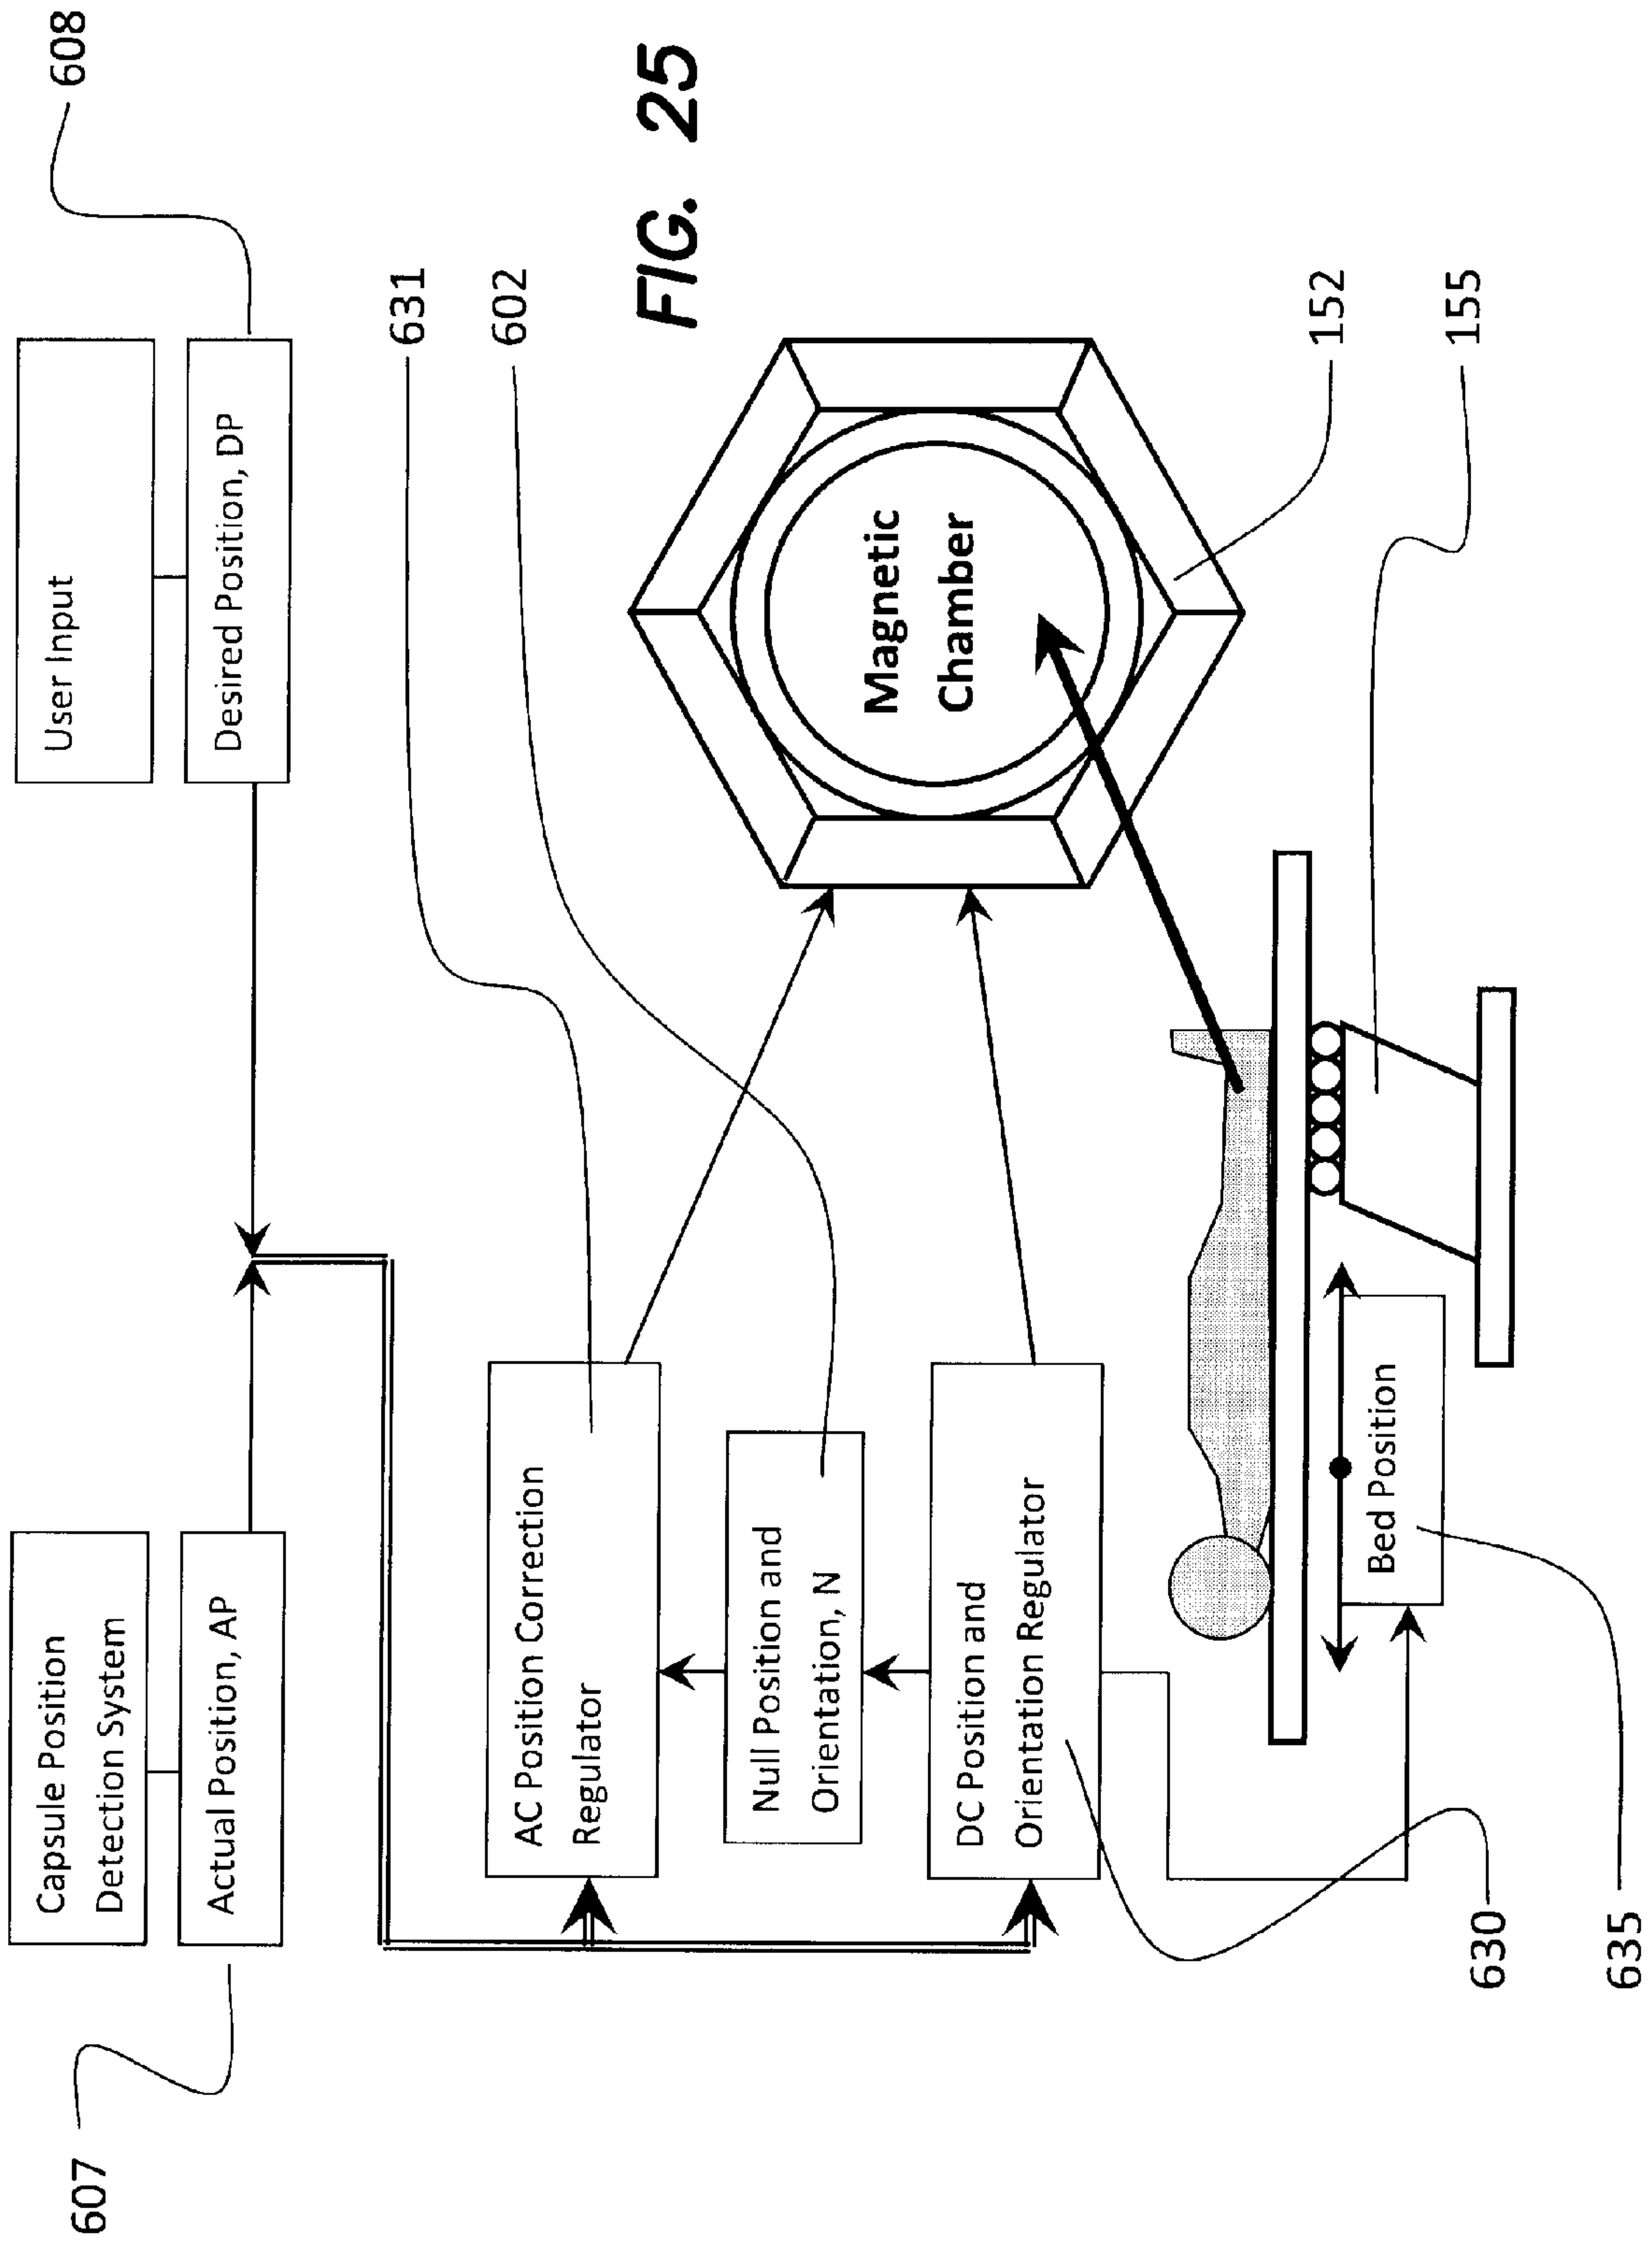 607
Capsule Position
Detection System
Actual Position, AP
User Input
Desired Position, DP
608
631
602
FIG. 25
AC Position Correction
Regulator
Null Position and
Orientation, N
DC Position and
Orientation Regulator
Magnetic
Chamber
152
155
Bed Position
630
635